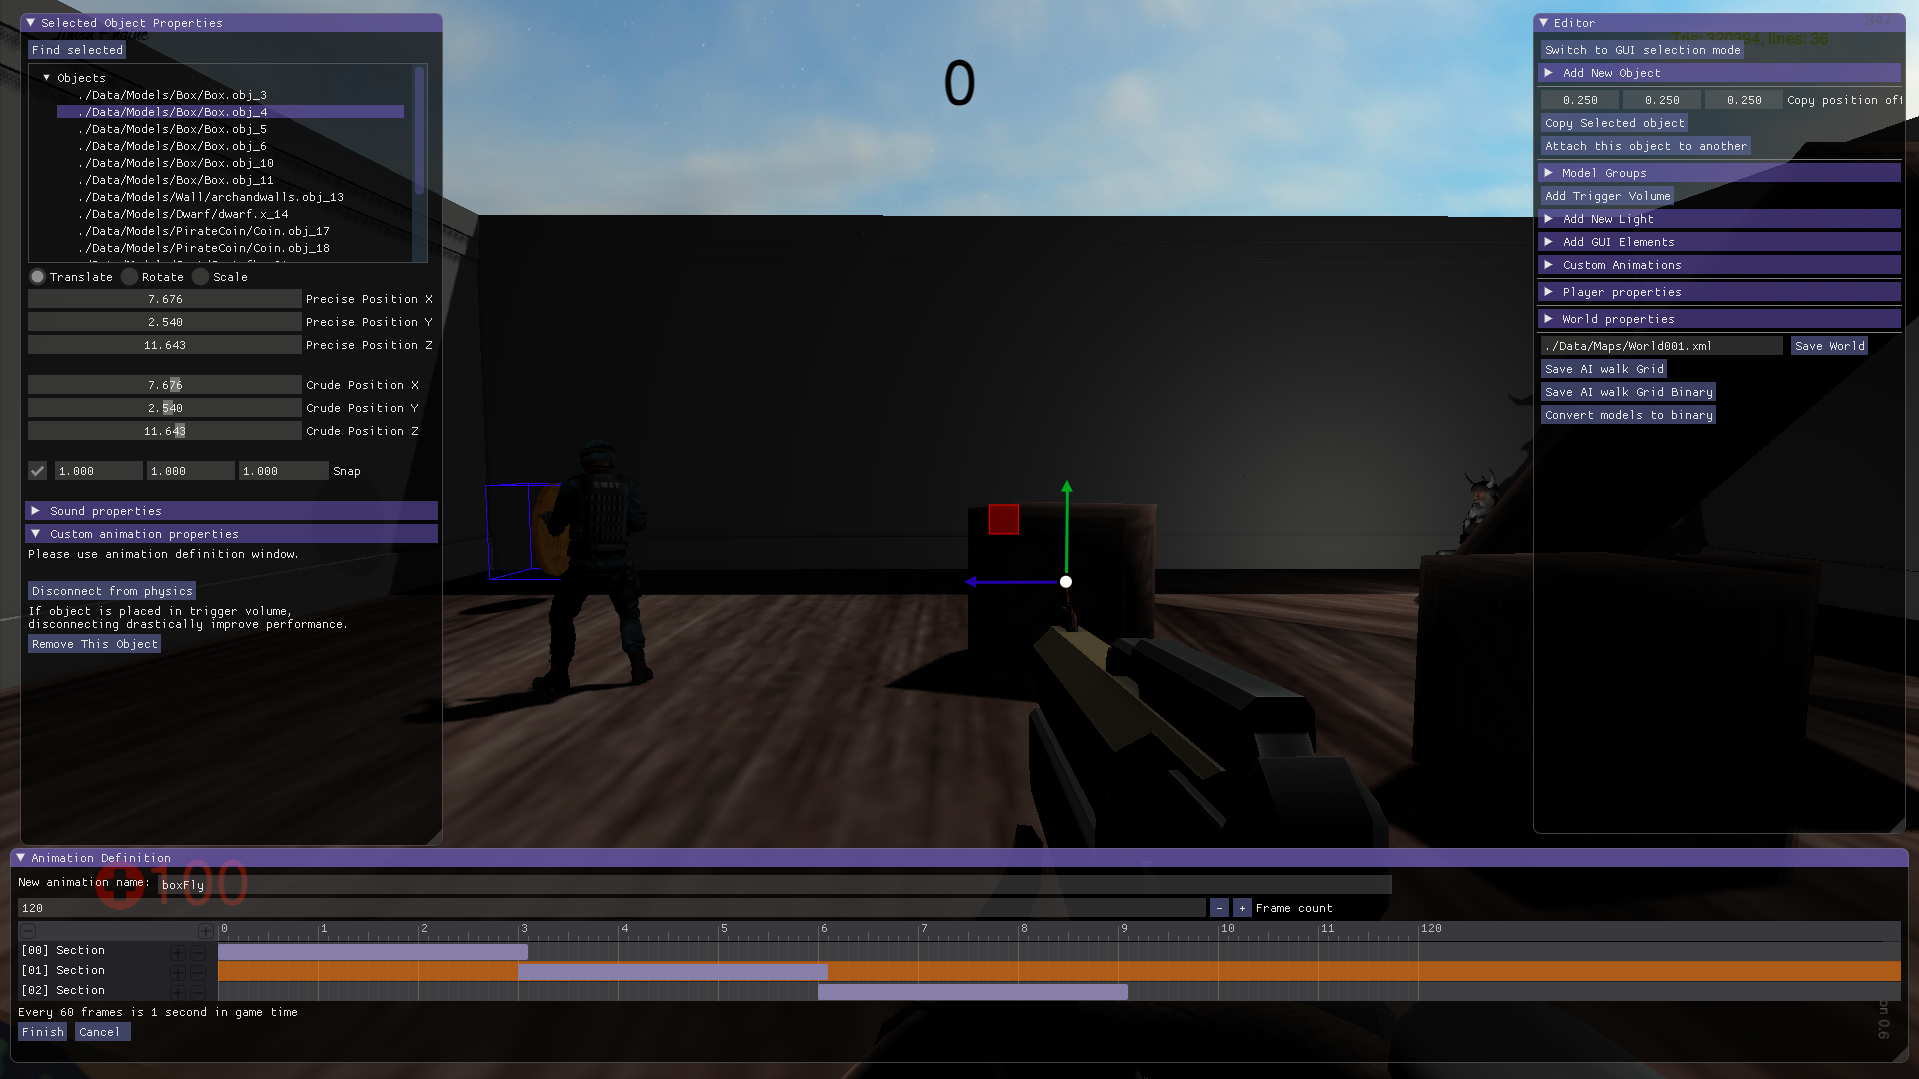 Selected Object Properties
Find selected
Objects
./Data/Models/Box/Box.obj_3
./Data/Models/Box/Box.obj_4
./Data/Models/Box/Box.obj_5
./Data/Models/Box/Box.obj_6
./Data/Models/Box/Box.obj_10
./Data/Models/Box/Box.obj_11
./Data/Models/Wall/archandwalls.obj_13
./Data/Models/Dwarf/dwarf.x_14
./Data/Models/PirateCoin/Coin.obj_17
./Data/Models/PirateCoin/Coin.obj_18
Translate Rotate Scale
7.676 Precise Position X
2.540 Precise Position Y
11.643 Precise Position Z
7.676 Crude Position X
2.540 Crude Position Y
11.643 Crude Position Z
1.000 1.000 1.000 Snap
Sound properties
Custom animation properties
Please use animation definition window.
Disconnect from physics
If object is placed in trigger volume,
disconnecting drastically improve performance.
Remove This Object
0
Editor
347
Tris: 320394, lines: 36
Switch to GUI selection mode
Add New Object
0.250 0.250 0.250 Copy position off
Copy Selected object
Attach this object to another
Model Groups
Add Trigger Volume
Add New Light
Add GUI Elements
Custom Animations
Player properties
World properties
./Data/Maps/World001.xml Save World
Save AI walk Grid
Save AI walk Grid Binary
Convert models to binary
SWAT
Animation Definition
100
New animation name: boxFly
120 - + Frame count
0 1 2 3 4 5 6 7 8 9 10 11 120
[00] Section
[01] Section
[02] Section
Every 60 frames is 1 second in game time
Finish Cancel
on 0.6